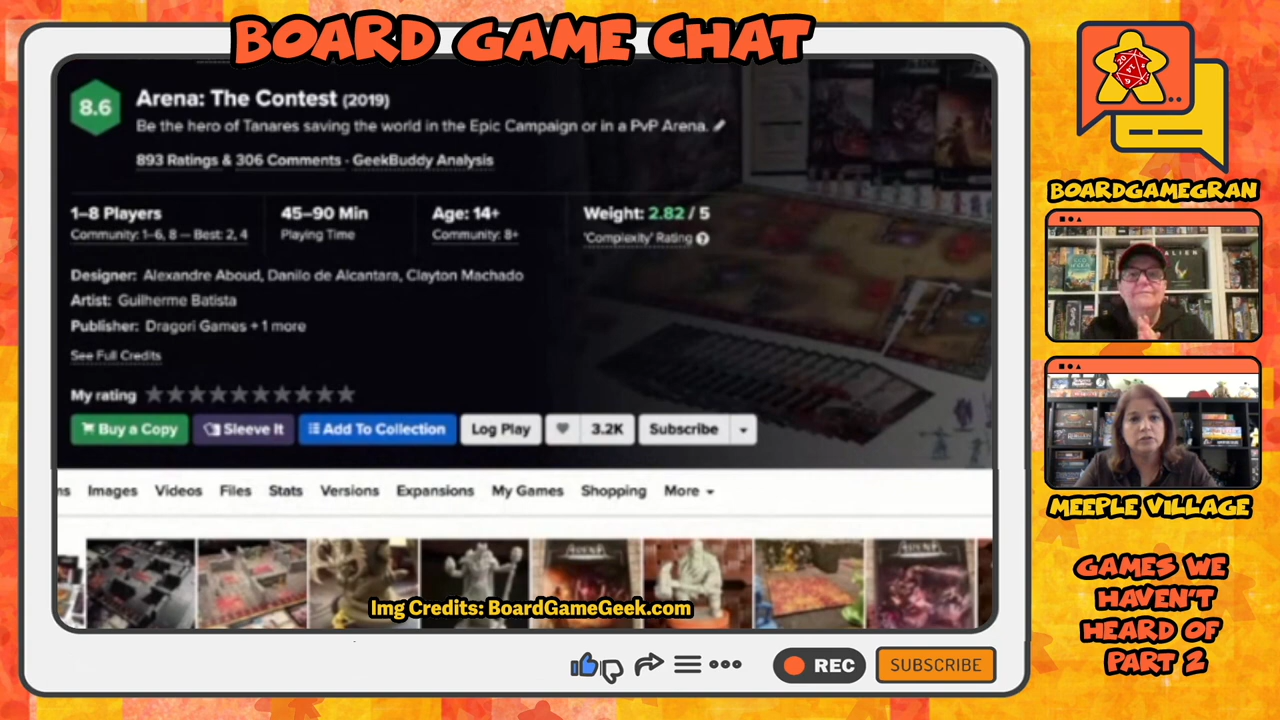 BOARD GAME CHAT
8.6
Arena: The Contest (2019)
Be the hero of Tanares saving the world in the Epic Campaign or in a PvP Arena.
893 Ratings & 306 Comments · GeekBuddy Analysis
1–8 Players
45–90 Min
Age: 14+
Weight: 2.82 / 5
Community: 1–6, 8 — Best: 2, 4
Playing Time
Community: 8+
'Complexity' Rating ?
Designer: Alexandre Aboud, Danilo de Alcantara, Clayton Machado
Artist: Guilherme Batista
Publisher: Dragori Games + 1 more
See Full Credits
My rating
Buy a Copy
Sleeve It
Add To Collection
Log Play
3.2K
Subscribe
ns Images Videos Files Stats Versions Expansions My Games Shopping More
ARENA
ARENA
Img Credits: BoardGameGeek.com
REC
SUBSCRIBE
BOARDGAMEGRAN
ALIEN
MEEPLE VILLAGE
GAMES WE
HAVEN'T
HEARD OF
PART 2